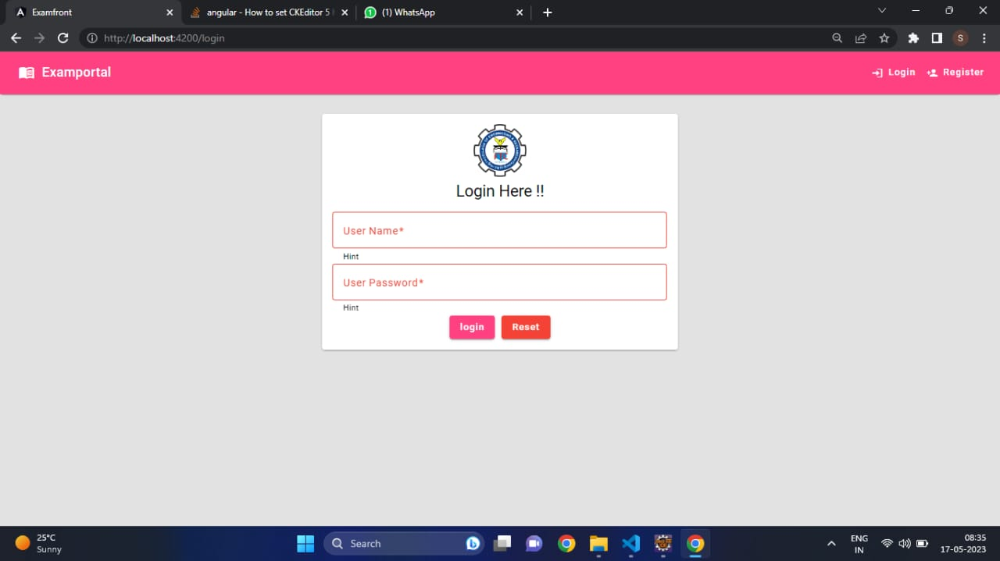 Examfront
angular - How to set CKEditor 5
(1) WhatsApp
http://localhost:4200/login
S
Examportal
Login
Register
Login Here !!
User Name*
Hint
User Password*
Hint
login
Reset
25°C
Sunny
Search
ENG
IN
08:35
17-05-2023